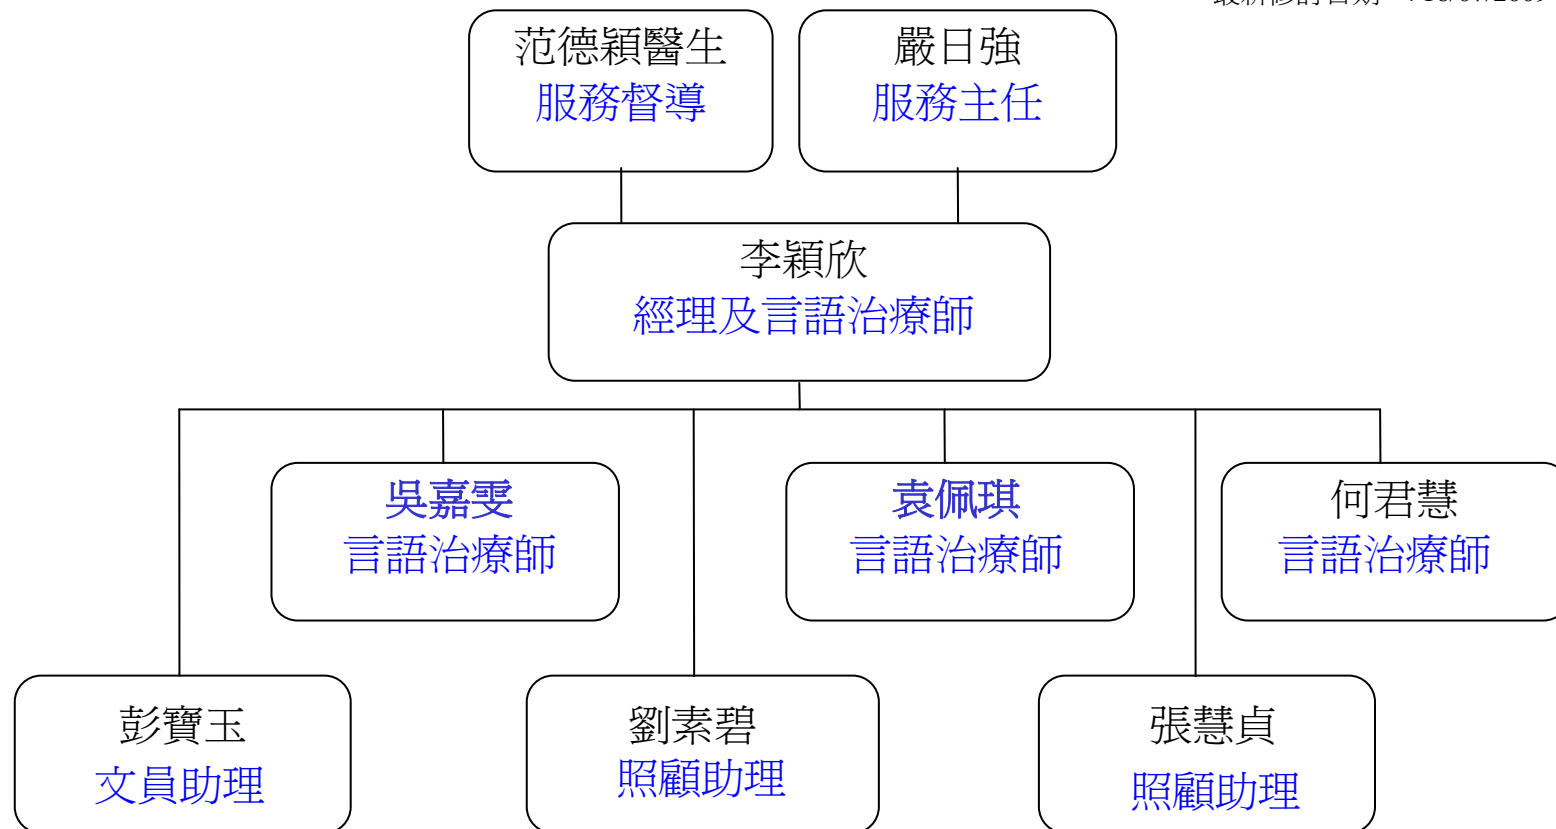 范德穎醫生
服務督導
嚴日強
服務主任
李穎欣
經理及言語治療師
吳嘉雯
言語治療師
袁佩琪
言語治療師
何君慧
言語治療師
彭寶玉
文員助理
劉素碧
照顧助理
張慧貞
照顧助理